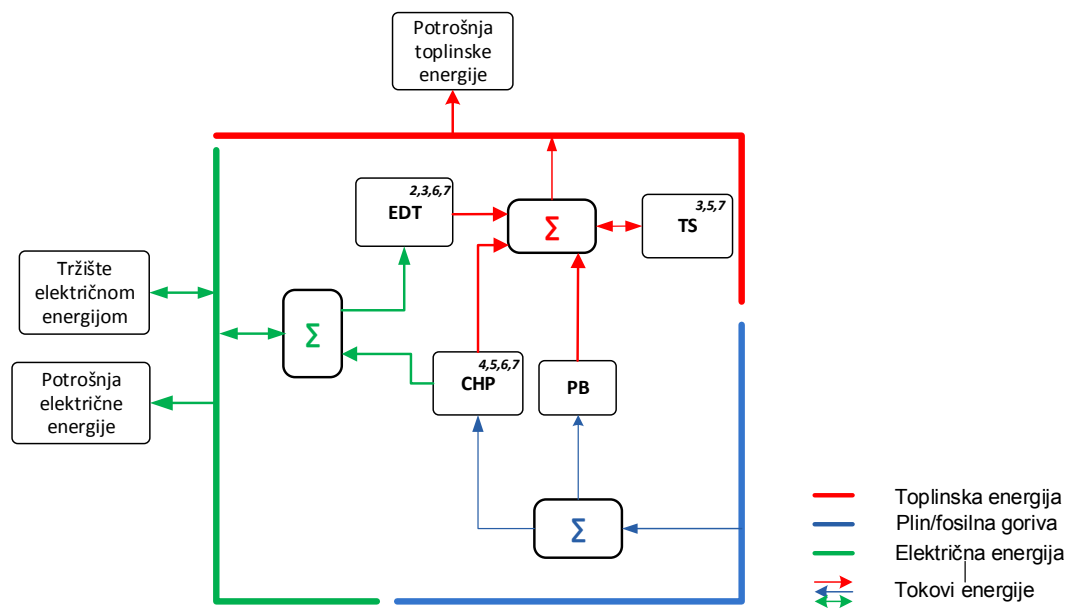 Potrošnja
toplinske
energije
2,3,6,7
EDT
Σ
3,5,7
TS
Tržište
električnom
energijom
Σ
Potrošnja
električne
energije
4,5,6,7
CHP
PB
Σ
Toplinska energija
Plin/fosilna goriva
Električna energija
Tokovi energije